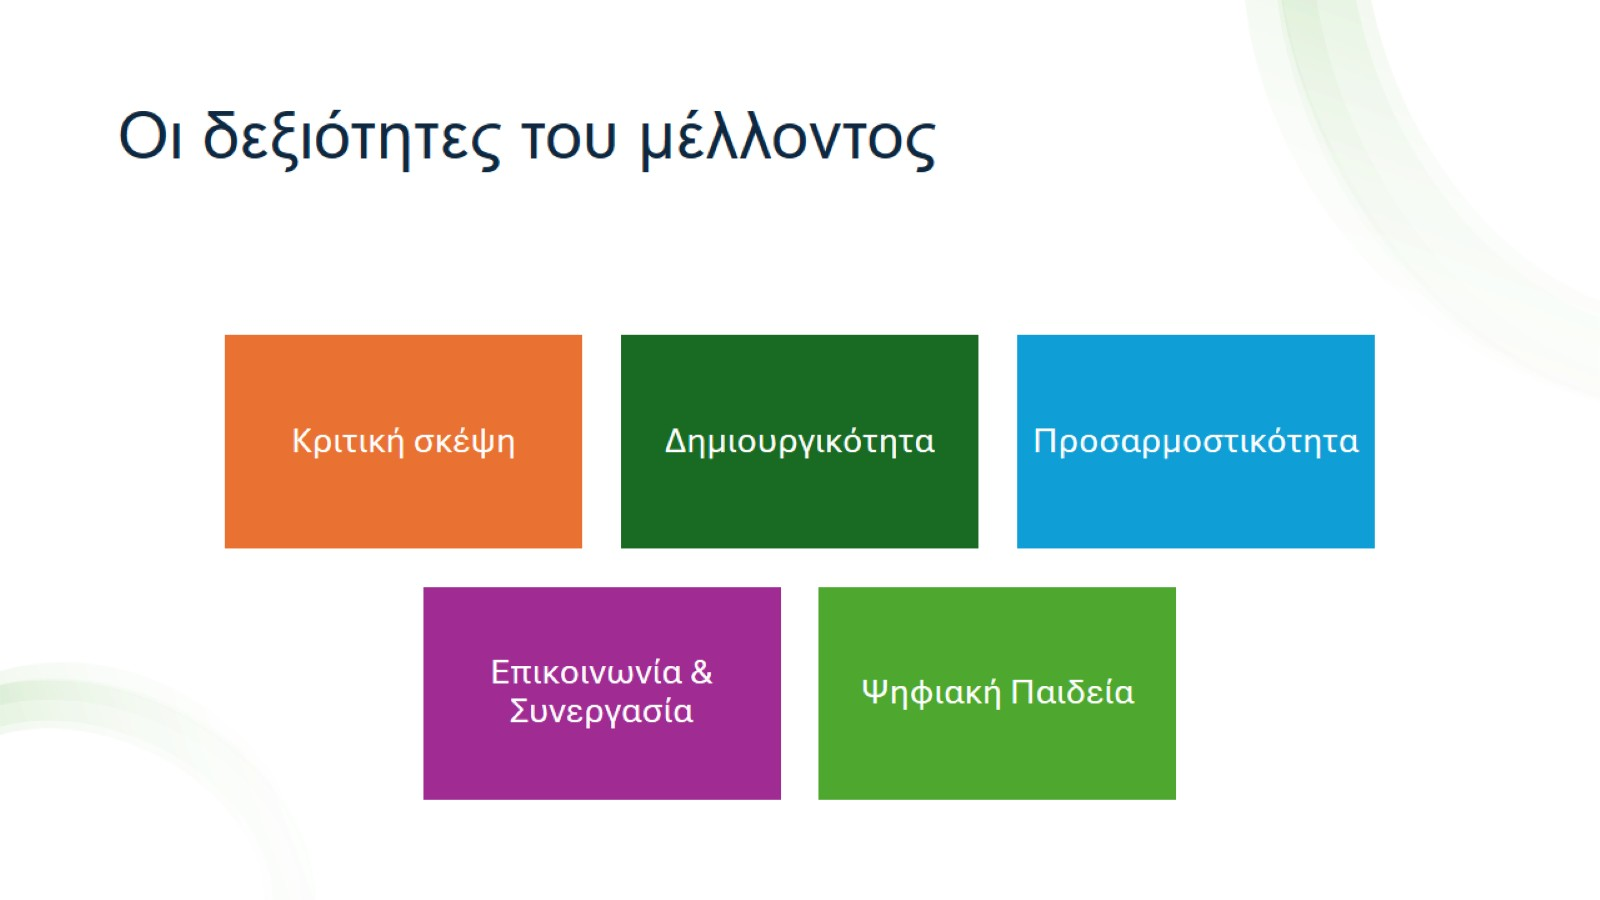 Οι δεξιότητες του μέλλοντος
Κριτική σκέψη
Δημιουργικότητα
Προσαρμοστικότητα
Επικοινωνία &
Συνεργασία
Ψηφιακή Παιδεία